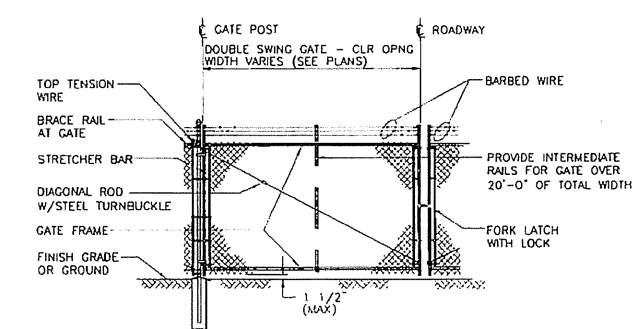 ℄ GATE POST
℄ ROADWAY
DOUBLE SWING GATE - CLR OPNG
WIDTH VARIES (SEE PLANS)
TOP TENSION
WIRE
BRACE RAIL
AT GATE
STRETCHER BAR
DIAGONAL ROD
W/STEEL TURNBUCKLE
GATE FRAME
FINISH GRADE
OR GROUND
BARBED WIRE
PROVIDE INTERMEDIATE
RAILS FOR GATE OVER
20'-0" OF TOTAL WIDTH
FORK LATCH
WITH LOCK
1 1/2"
(MAX)